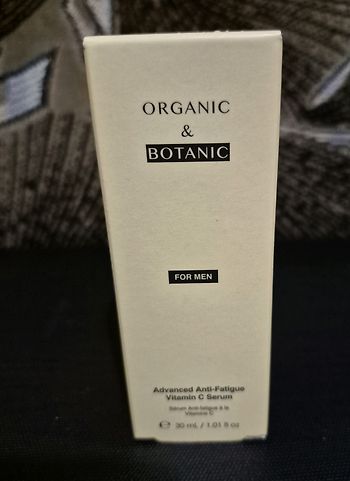 ORGANIC
&
BOTANIC
FOR MEN
Advanced Anti-Fatigue
Vitamin C Serum
Sérum Anti-fatigue à la
Vitamine C
℮ 30 mL / 1.01 fl oz